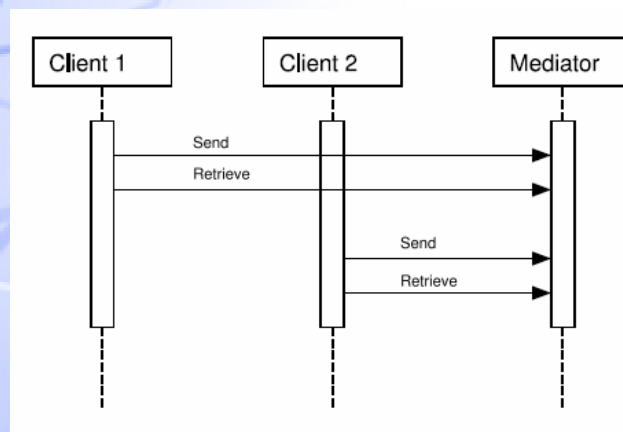 Client 1
Client 2
Mediator
Send
Retrieve
Send
Retrieve